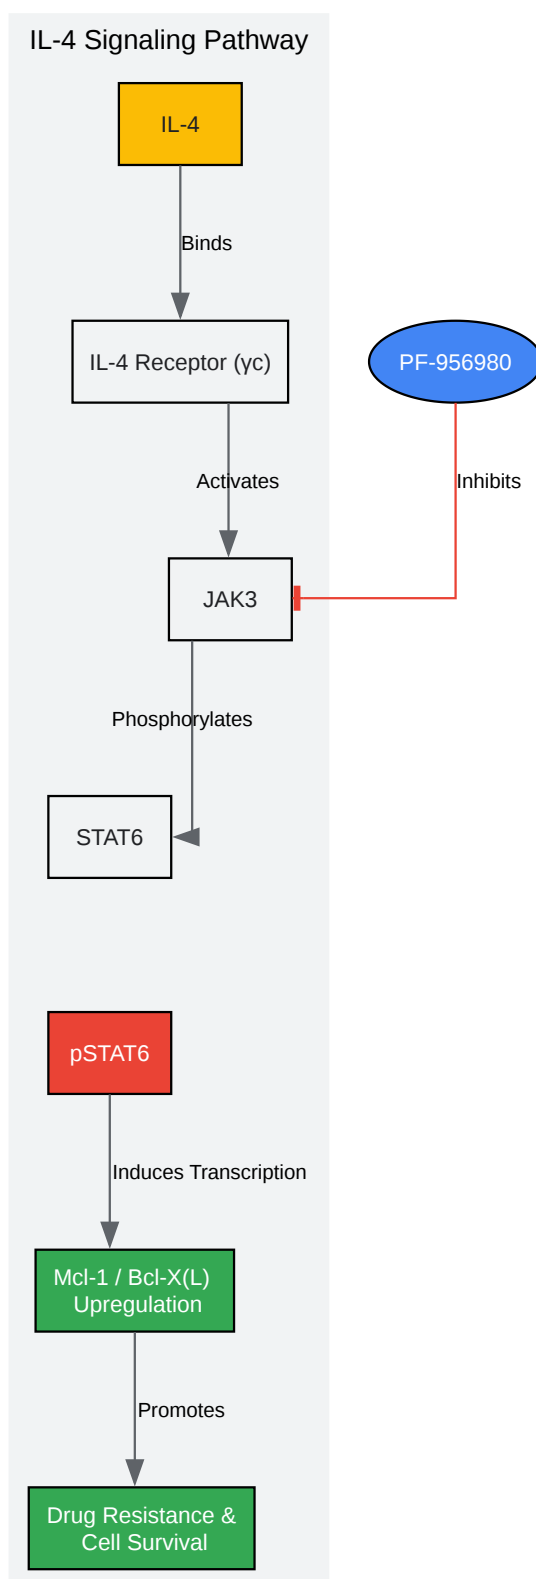 IL-4 Signaling Pathway
IL-4
Binds
IL-4 Receptor (γc)
PF-956980
Activates
Inhibits
JAK3
Phosphorylates
STAT6
pSTAT6
Induces Transcription
Mcl-1 / Bcl-X(L)
Upregulation
Promotes
Drug Resistance &
Cell Survival